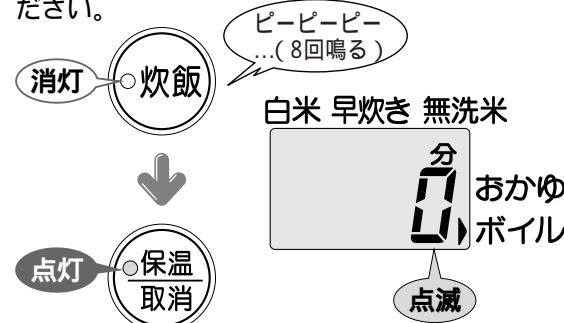 ださい。
ピーピーピー
…(8回鳴る)
消灯
炊飯
白米 早炊き 無洗米
分
0
おかゆ
ボイル
点灯
保温
取消
点滅